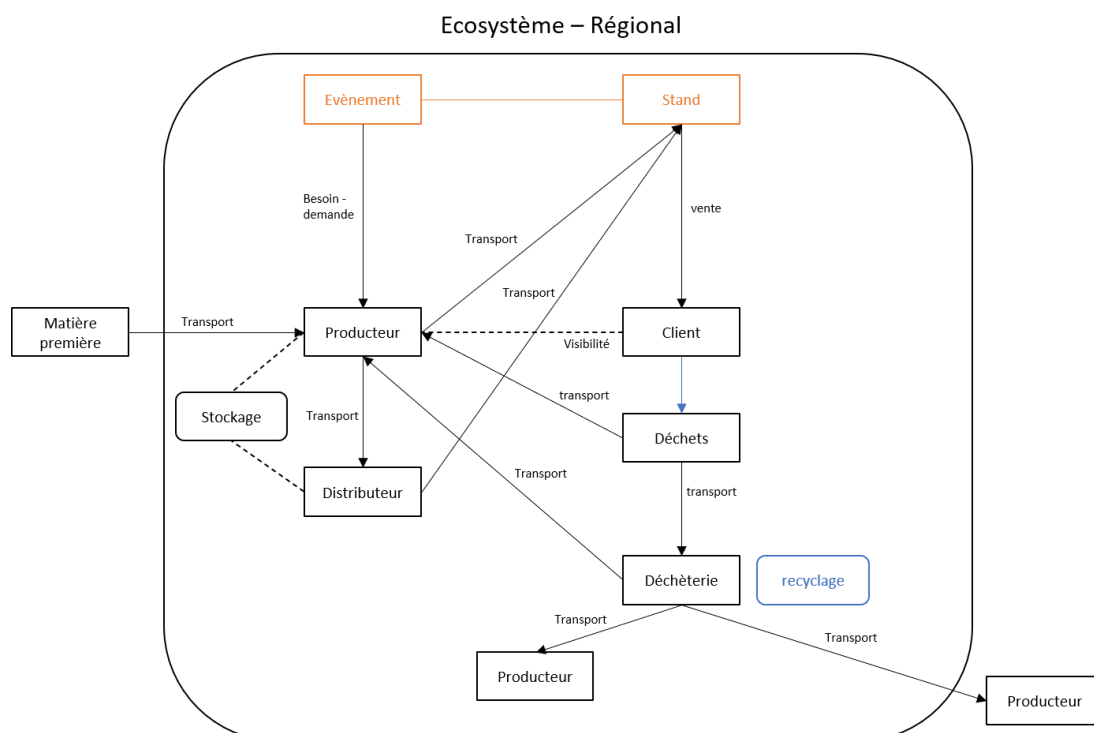 Ecosystème – Régional
Evènement
Stand
Besoin -
demande
vente
Transport
Transport
Matière
première
Transport
Producteur
Client
Visibilité
Stockage
Transport
transport
Déchets
Distributeur
Transport
transport
Déchèterie
recyclage
Transport
Transport
Producteur
Producteur